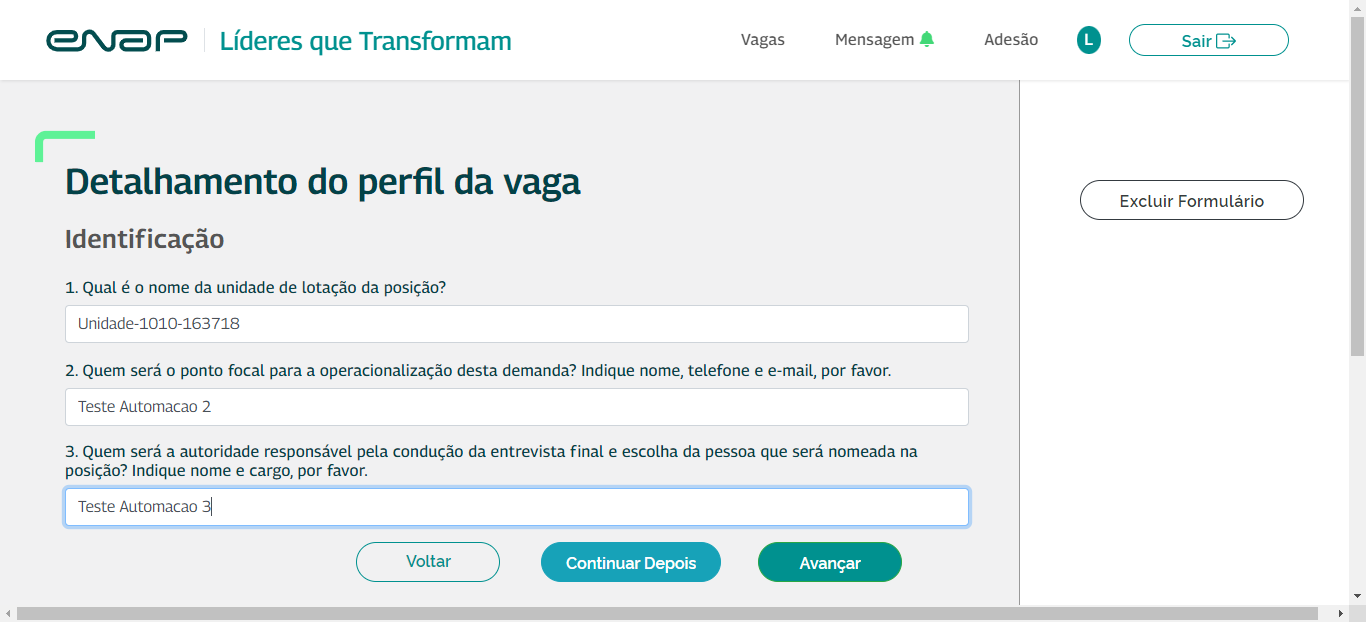 enap Líderes que Transformam Vagas Mensagem Adesão L Sair
Detalhamento do perfil da vaga
Excluir Formulário
Identificação
1. Qual é o nome da unidade de lotação da posição?
Unidade-1010-163718
2. Quem será o ponto focal para a operacionalização desta demanda? Indique nome, telefone e e-mail, por favor.
Teste Automacao 2
3. Quem será a autoridade responsável pela condução da entrevista final e escolha da pessoa que será nomeada na
posição? Indique nome e cargo, por favor.
Teste Automacao 3
Voltar Continuar Depois Avançar